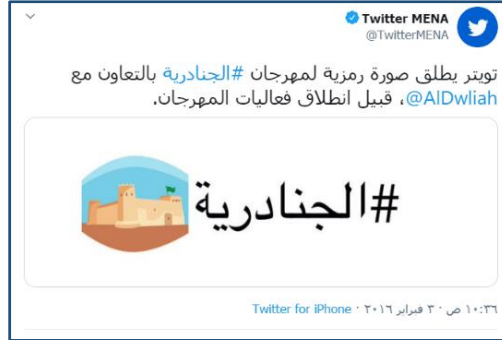 Twitter MENA
@TwitterMENA
تويتر يطلق صورة رمزية لمهرجان #الجنادرية بالتعاون مع
@AlDwliah، قبيل انطلاق فعاليات المهرجان.
#الجنادرية
١٠:٣٦ ص · ٣ فبراير ٢٠١٦ · Twitter for iPhone